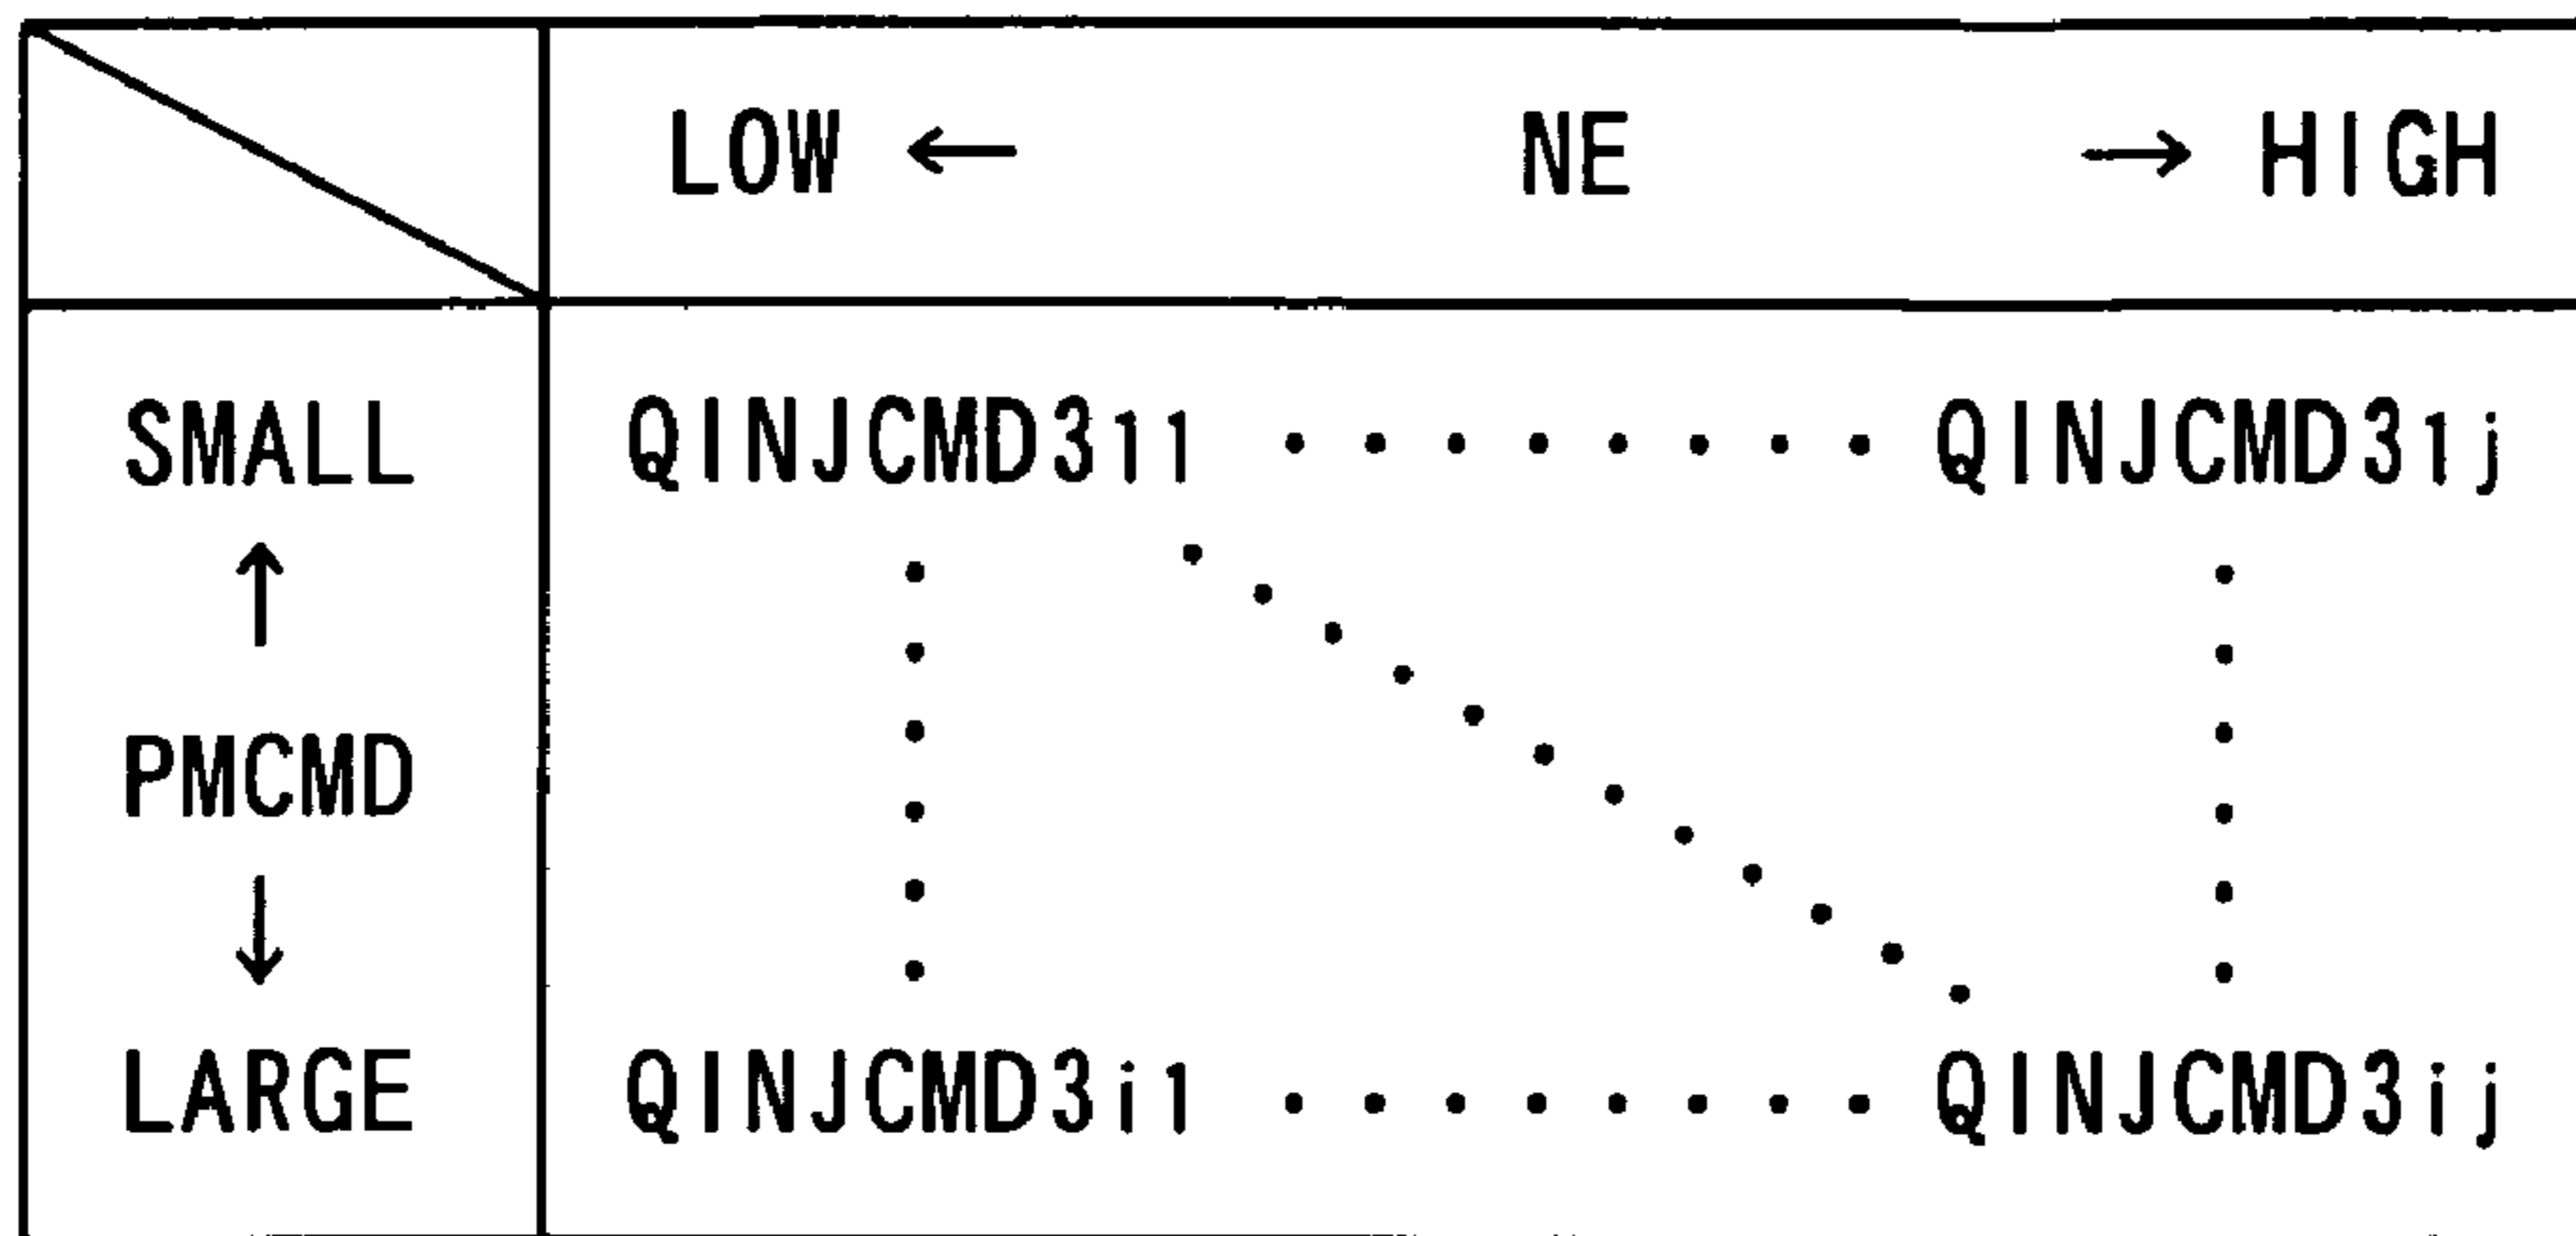 LOW ← NE → HIGH
SMALL QINJCMD311 ‥‥‥‥ QINJCMD31j
↑
PMCMD
↓
LARGE QINJCMD3i1 ‥‥‥‥ QINJCMD3ij